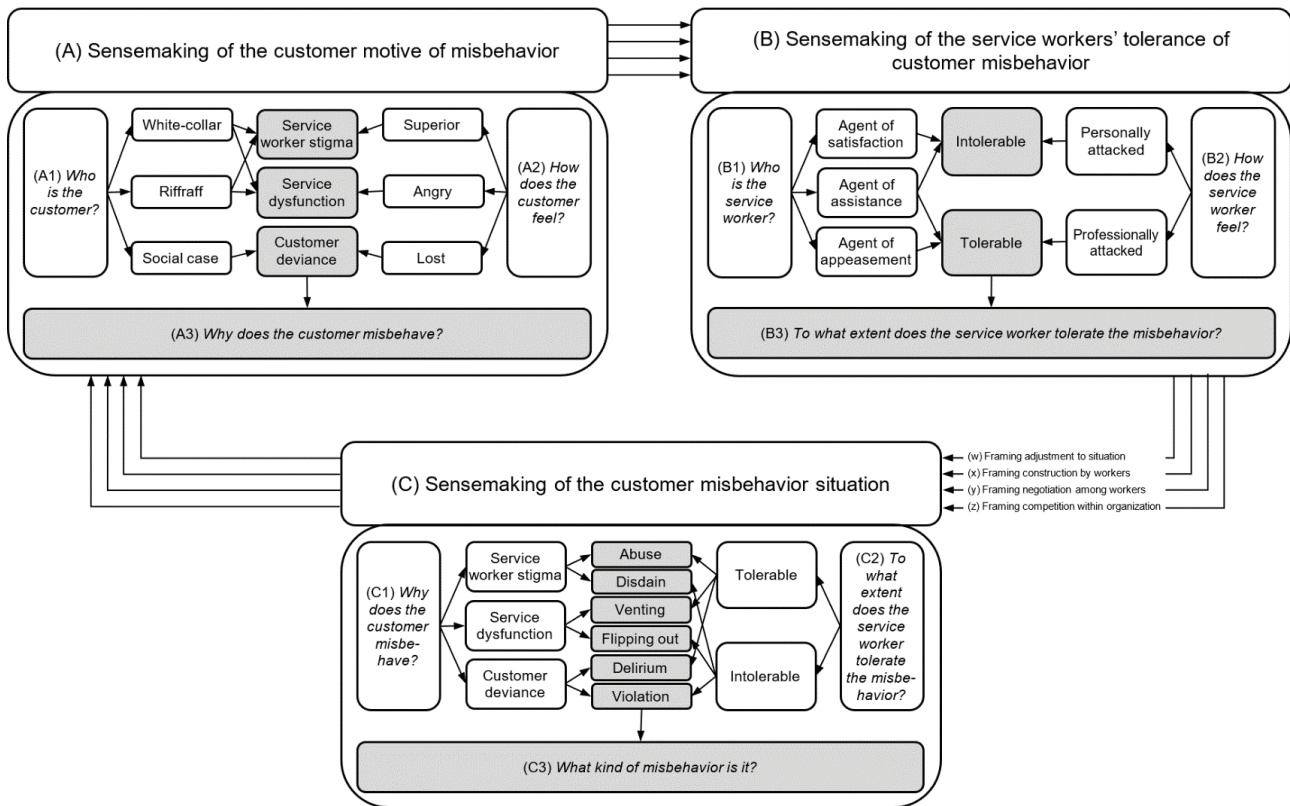 (A) Sensemaking of the customer motive of misbehavior
(A1) Who
is the
customer?
White-collar
Riffraff
Social case
Service
worker stigma
Service
dysfunction
Customer
deviance
Superior
Angry
Lost
(A2) How
does the
customer
feel?
(A3) Why does the customer misbehave?
(B) Sensemaking of the service workers’ tolerance of
customer misbehavior
(B1) Who
is the
service
worker?
Agent of
satisfaction
Agent of
assistance
Agent of
appeasement
Intolerable
Tolerable
Personally
attacked
Professionally
attacked
(B2) How
does the
service
worker
feel?
(B3) To what extent does the service worker tolerate the misbehavior?
(w) Framing adjustment to situation
(x) Framing construction by workers
(y) Framing negotiation among workers
(z) Framing competition within organization
(C) Sensemaking of the customer misbehavior situation
(C1) Why
does the
customer
misbe-
have?
Service
worker stigma
Service
dysfunction
Customer
deviance
Abuse
Disdain
Venting
Flipping out
Delirium
Violation
Tolerable
Intolerable
(C2) To
what
extent
does the
service
worker
tolerate
the misbe-
havior?
(C3) What kind of misbehavior is it?